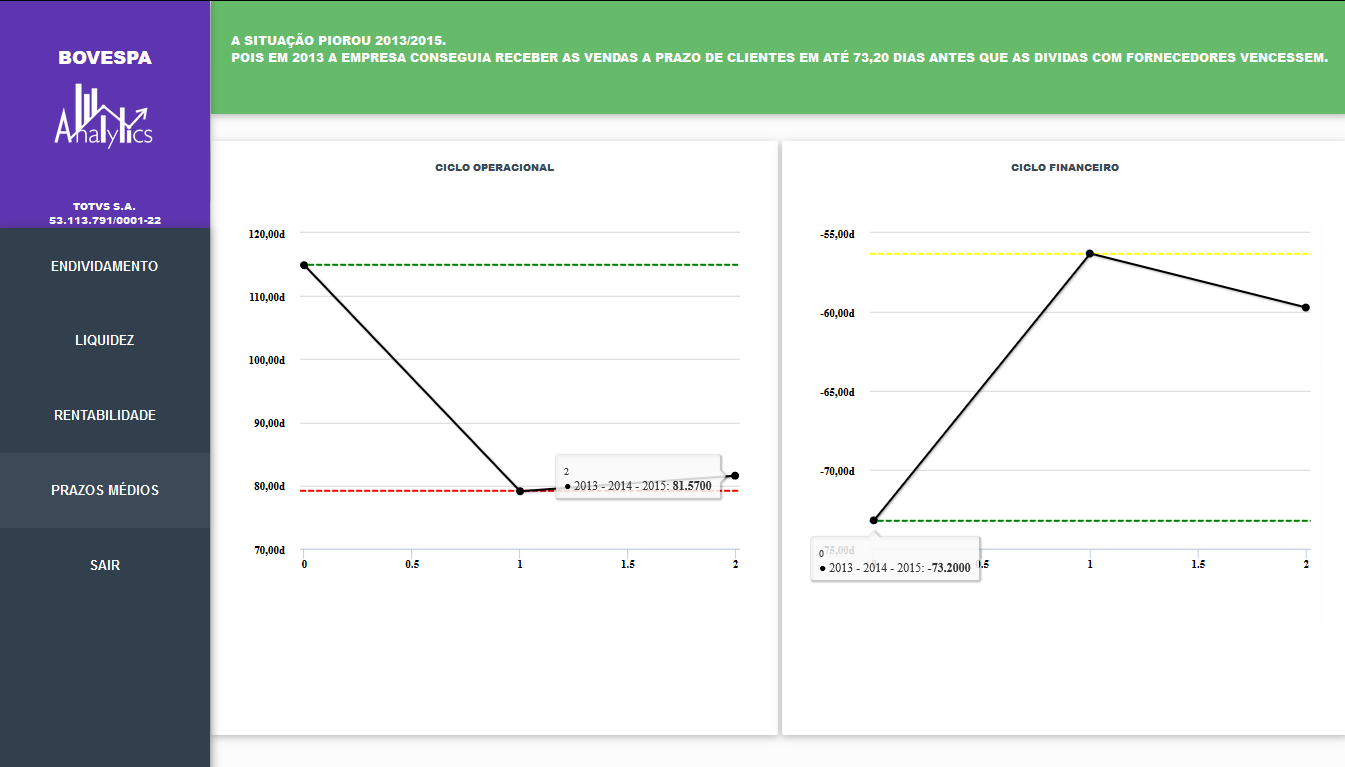 BOVESPA
Analytics
TOTVS S.A.
53.113.791/0001-22
ENDIVIDAMENTO
LIQUIDEZ
RENTABILIDADE
PRAZOS MÉDIOS
SAIR
A SITUAÇÃO PIOROU 2013/2015.
POIS EM 2013 A EMPRESA CONSEGUIA RECEBER AS VENDAS A PRAZO DE CLIENTES EM ATÉ 73,20 DIAS ANTES QUE AS DIVIDAS COM FORNECEDORES VENCESSEM.
CICLO OPERACIONAL
120,00d
110,00d
100,00d
90,00d
80,00d
70,00d
0 0.5 1 1.5 2
2
● 2013 - 2014 - 2015: 81.5700
CICLO FINANCEIRO
-55,00d
-60,00d
-65,00d
-70,00d
-75,00d
0.5 1 1.5 2
0
● 2013 - 2014 - 2015: -73.2000